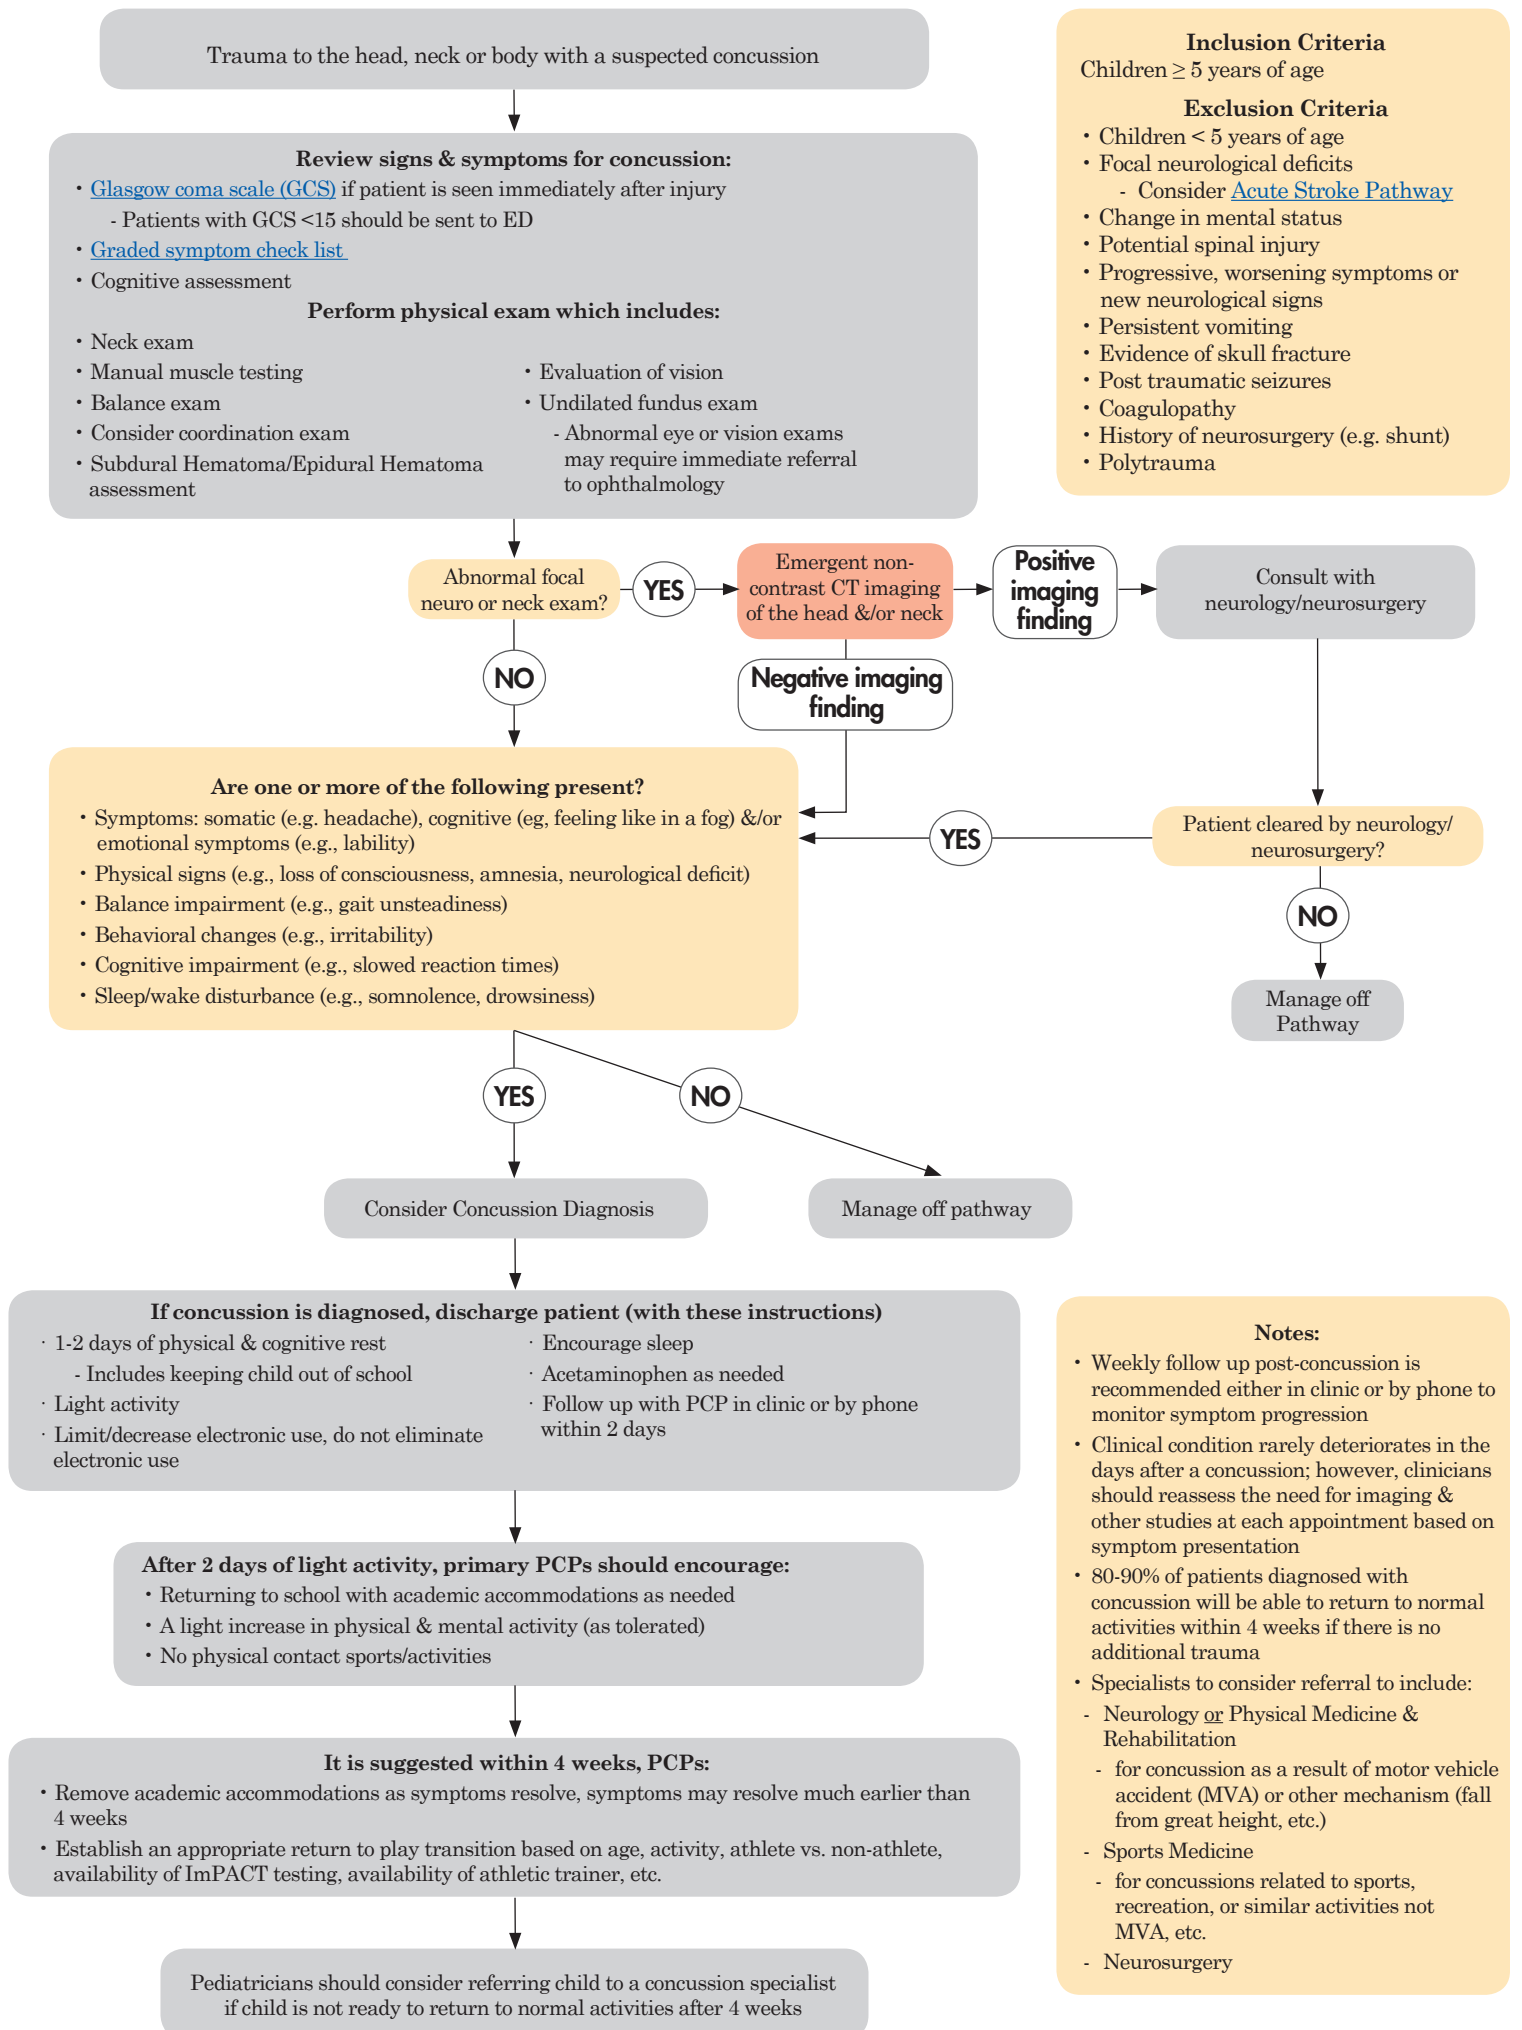 Trauma to the head, neck or body with a suspected concussion
Inclusion Criteria
Children ≥ 5 years of age
Exclusion Criteria
• Children < 5 years of age
• Focal neurological deficits
- Consider Acute Stroke Pathway
• Change in mental status
• Potential spinal injury
• Progressive, worsening symptoms or
new neurological signs
• Persistent vomiting
• Evidence of skull fracture
• Post traumatic seizures
• Coagulopathy
• History of neurosurgery (e.g. shunt)
• Polytrauma
Review signs & symptoms for concussion:
• Glasgow coma scale (GCS) if patient is seen immediately after injury
- Patients with GCS <15 should be sent to ED
• Graded symptom check list
• Cognitive assessment
Perform physical exam which includes:
• Neck exam
• Manual muscle testing
• Balance exam
• Consider coordination exam
• Subdural Hematoma/Epidural Hematoma
assessment
• Evaluation of vision
• Undilated fundus exam
- Abnormal eye or vision exams
may require immediate referral
to ophthalmology
Abnormal focal
neuro or neck exam?
YES
Emergent non-
contrast CT imaging
of the head &/or neck
Positive
imaging
finding
Consult with
neurology/neurosurgery
NO
Negative imaging
finding
Are one or more of the following present?
• Symptoms: somatic (e.g. headache), cognitive (eg, feeling like in a fog) &/or
emotional symptoms (e.g., lability)
• Physical signs (e.g., loss of consciousness, amnesia, neurological deficit)
• Balance impairment (e.g., gait unsteadiness)
• Behavioral changes (e.g., irritability)
• Cognitive impairment (e.g., slowed reaction times)
• Sleep/wake disturbance (e.g., somnolence, drowsiness)
YES
Patient cleared by neurology/
neurosurgery?
NO
Manage off
Pathway
YES
NO
Consider Concussion Diagnosis
Manage off pathway
If concussion is diagnosed, discharge patient (with these instructions)
· 1-2 days of physical & cognitive rest
- Includes keeping child out of school
· Light activity
· Limit/decrease electronic use, do not eliminate
electronic use
· Encourage sleep
· Acetaminophen as needed
· Follow up with PCP in clinic or by phone
within 2 days
After 2 days of light activity, primary PCPs should encourage:
• Returning to school with academic accommodations as needed
• A light increase in physical & mental activity (as tolerated)
• No physical contact sports/activities
It is suggested within 4 weeks, PCPs:
• Remove academic accommodations as symptoms resolve, symptoms may resolve much earlier than
4 weeks
• Establish an appropriate return to play transition based on age, activity, athlete vs. non-athlete,
availability of ImPACT testing, availability of athletic trainer, etc.
Pediatricians should consider referring child to a concussion specialist
if child is not ready to return to normal activities after 4 weeks
Notes:
• Weekly follow up post-concussion is
recommended either in clinic or by phone to
monitor symptom progression
• Clinical condition rarely deteriorates in the
days after a concussion; however, clinicians
should reassess the need for imaging &
other studies at each appointment based on
symptom presentation
• 80-90% of patients diagnosed with
concussion will be able to return to normal
activities within 4 weeks if there is no
additional trauma
• Specialists to consider referral to include:
- Neurology or Physical Medicine &
Rehabilitation
- for concussion as a result of motor vehicle
accident (MVA) or other mechanism (fall
from great height, etc.)
- Sports Medicine
- for concussions related to sports,
recreation, or similar activities not
MVA, etc.
- Neurosurgery